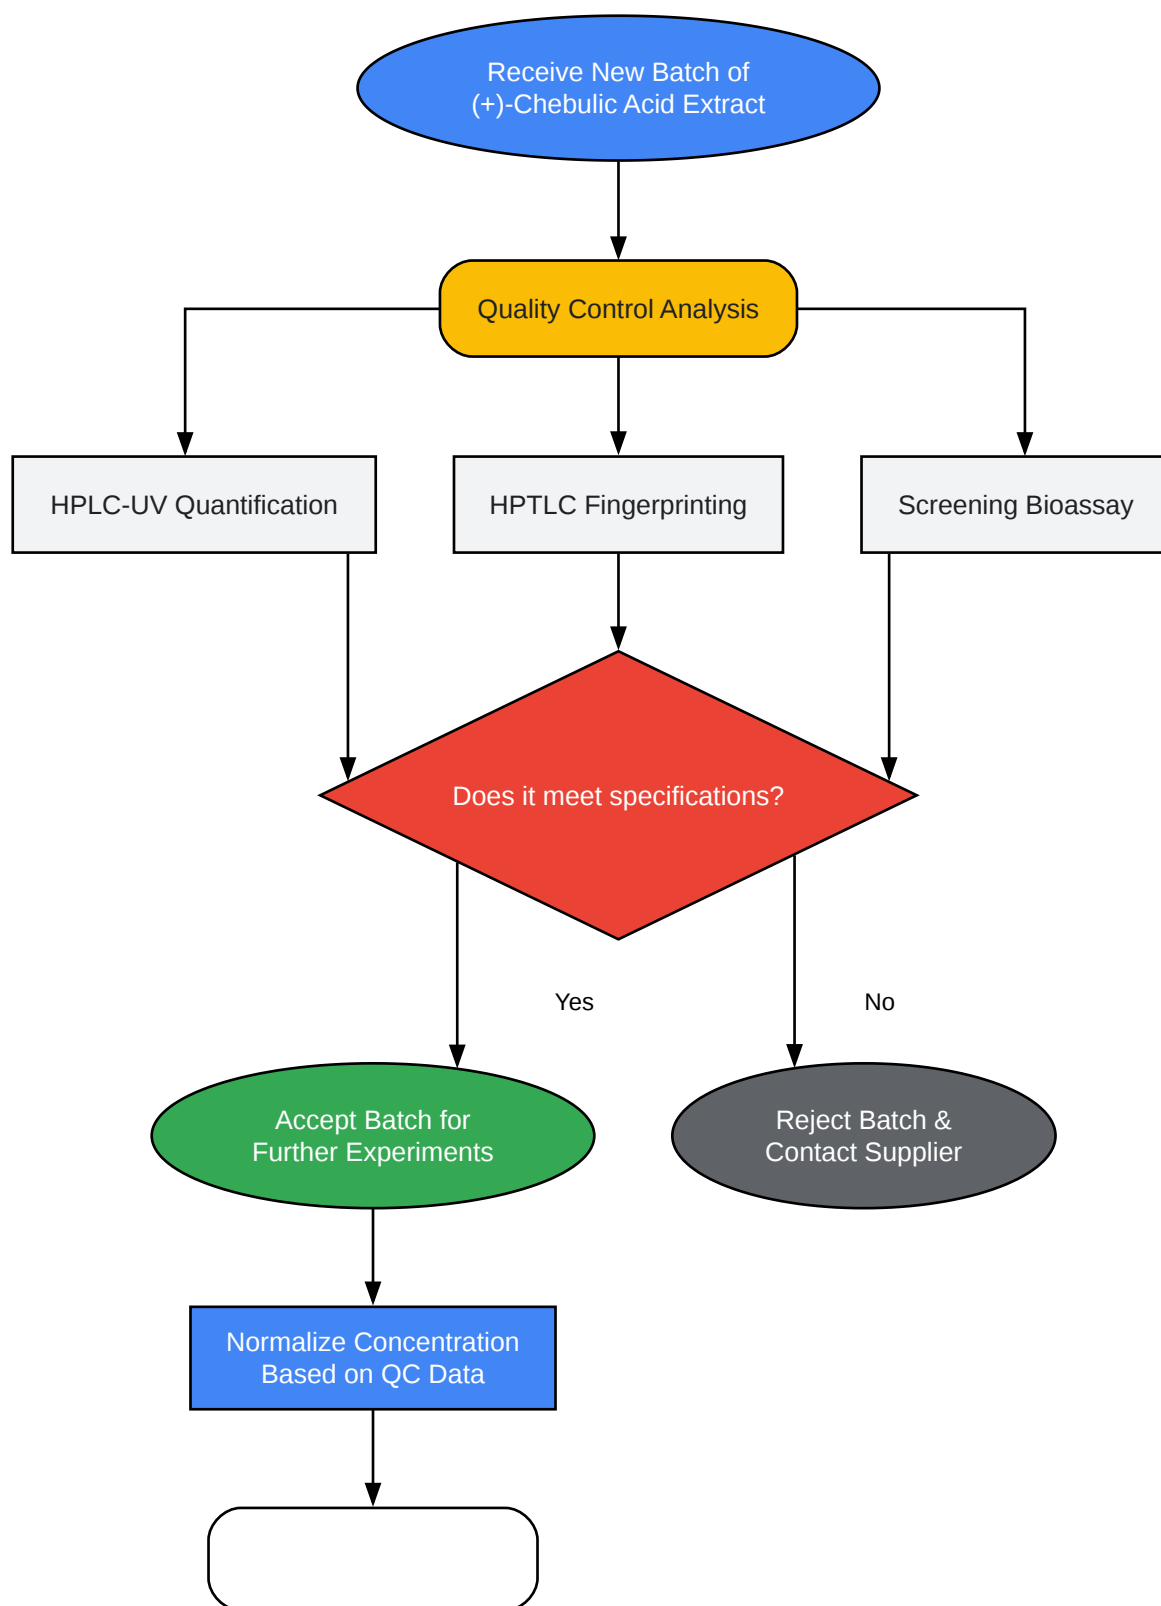 Receive New Batch of
(+)-Chebulic Acid Extract
Quality Control Analysis
HPLC-UV Quantification
HPTLC Fingerprinting
Screening Bioassay
Does it meet specifications?
Yes
No
Accept Batch for
Further Experiments
Reject Batch &
Contact Supplier
Normalize Concentration
Based on QC Data